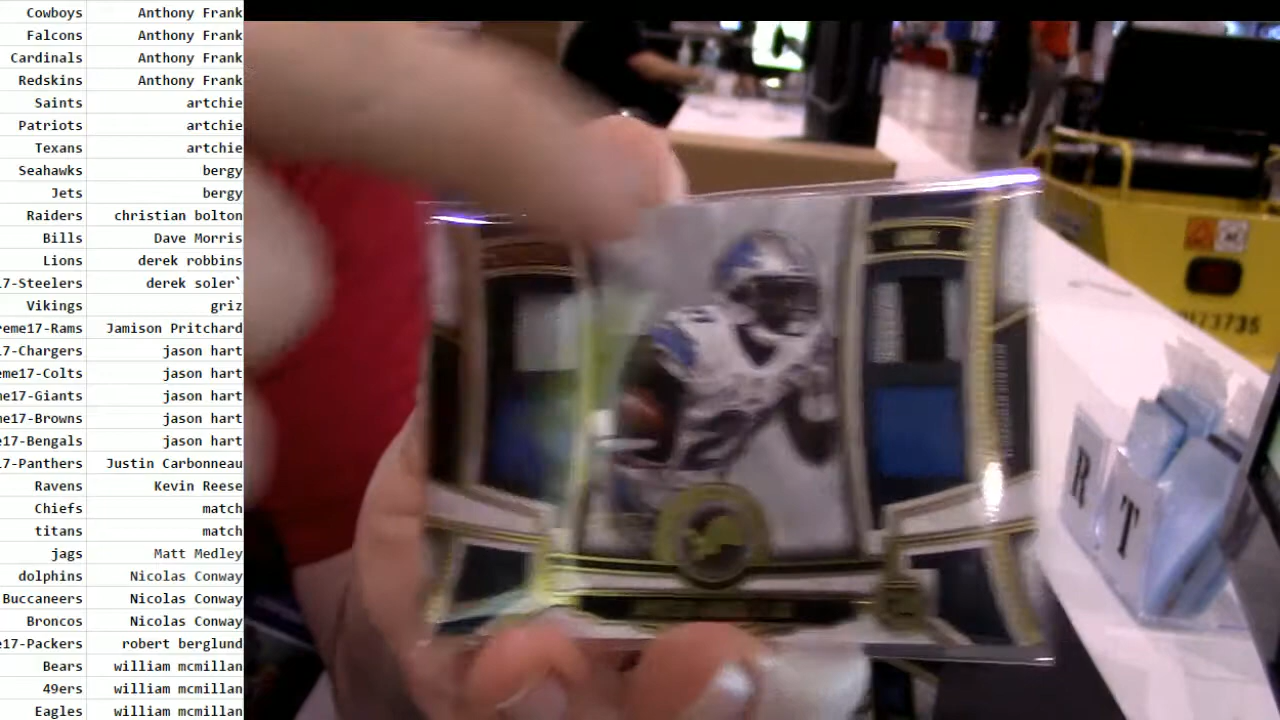 Cowboys Anthony Frank
Falcons Anthony Frank
Cardinals Anthony Frank
Redskins Anthony Frank
Saints artchie
Patriots artchie
Texans artchie
Seahawks bergy
Jets bergy
Raiders christian bolton
Bills Dave Morris
Lions derek robbins
17-Steelers derek soler`
Vikings griz
reme17-Rams Jamison Pritchard
17-Chargers jason hart
eme17-Colts jason hart
e17-Giants jason hart
e17-Browns jason hart
e17-Bengals jason hart
17-Panthers Justin Carbonneau
Ravens Kevin Reese
Chiefs match
titans match
jags Matt Medley
dolphins Nicolas Conway
Buccaneers Nicolas Conway
Broncos Nicolas Conway
e17-Packers robert berglund
Bears william mcmillan
49ers william mcmillan
Eagles william mcmillan
R T